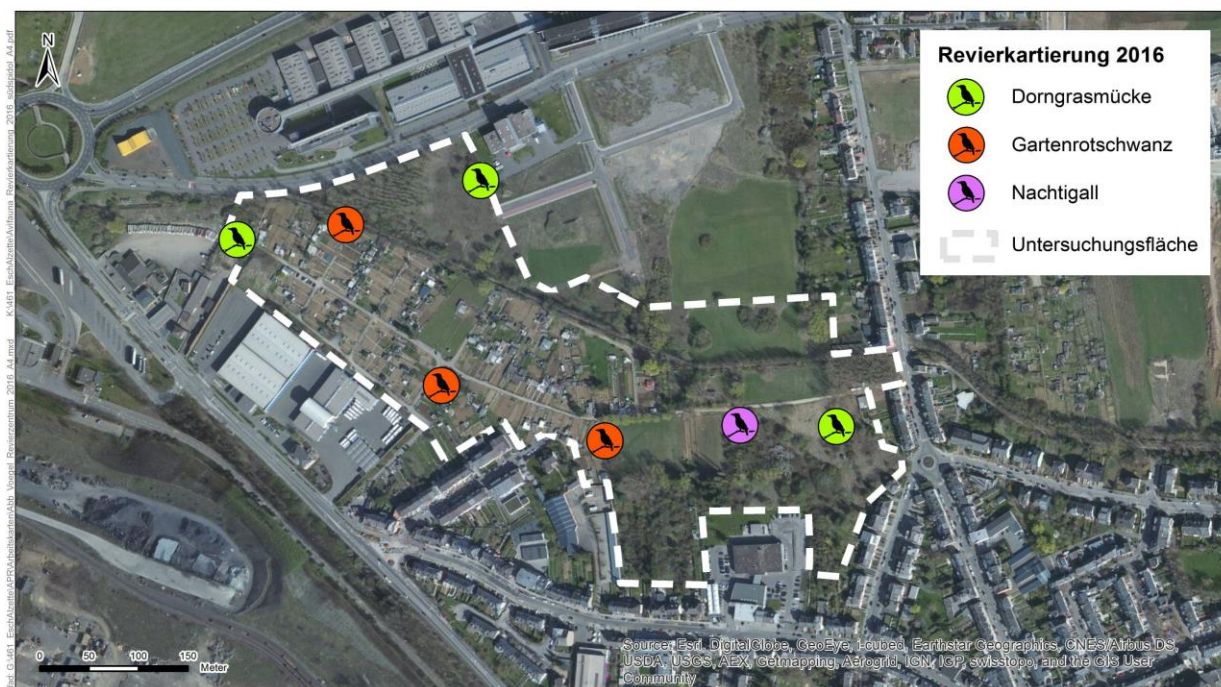 N
Revierkartierung 2016
Dorngrasmücke
Gartenrotschwanz
Nachtigall
Untersuchungsfläche
0 50 100 150
Meter
Source: Esri, DigitalGlobe, GeoEye, i-cubed, Earthstar Geographics, CNES/Airbus DS,
USDA, USGS, AEX, Getmapping, Aerogrid, IGN, IGP, swisstopo, and the GIS User
Community